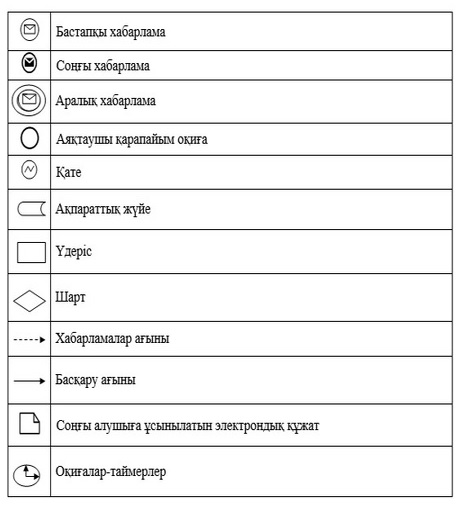 Бастапқы хабарлама
Соңғы хабарлама
Аралық хабарлама
Аяқтаушы қарапайым оқиға
Қате
Ақпараттық жүйе
Үдеріс
Шарт
Хабарламалар ағыны
Басқару ағыны
Соңғы алушыға ұсынылатын электрондық құжат
Оқиғалар-таймерлер